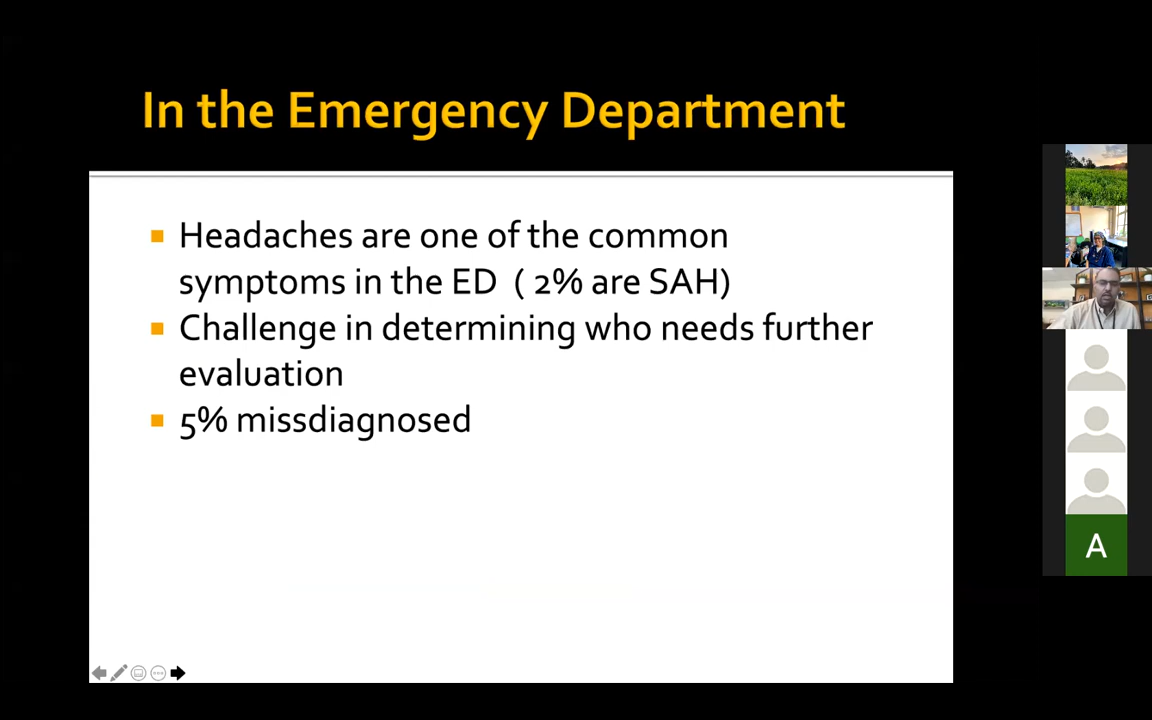 In the Emergency Department
Headaches are one of the common
symptoms in the ED ( 2% are SAH)
Challenge in determining who needs further
evaluation
5% missdiagnosed
A